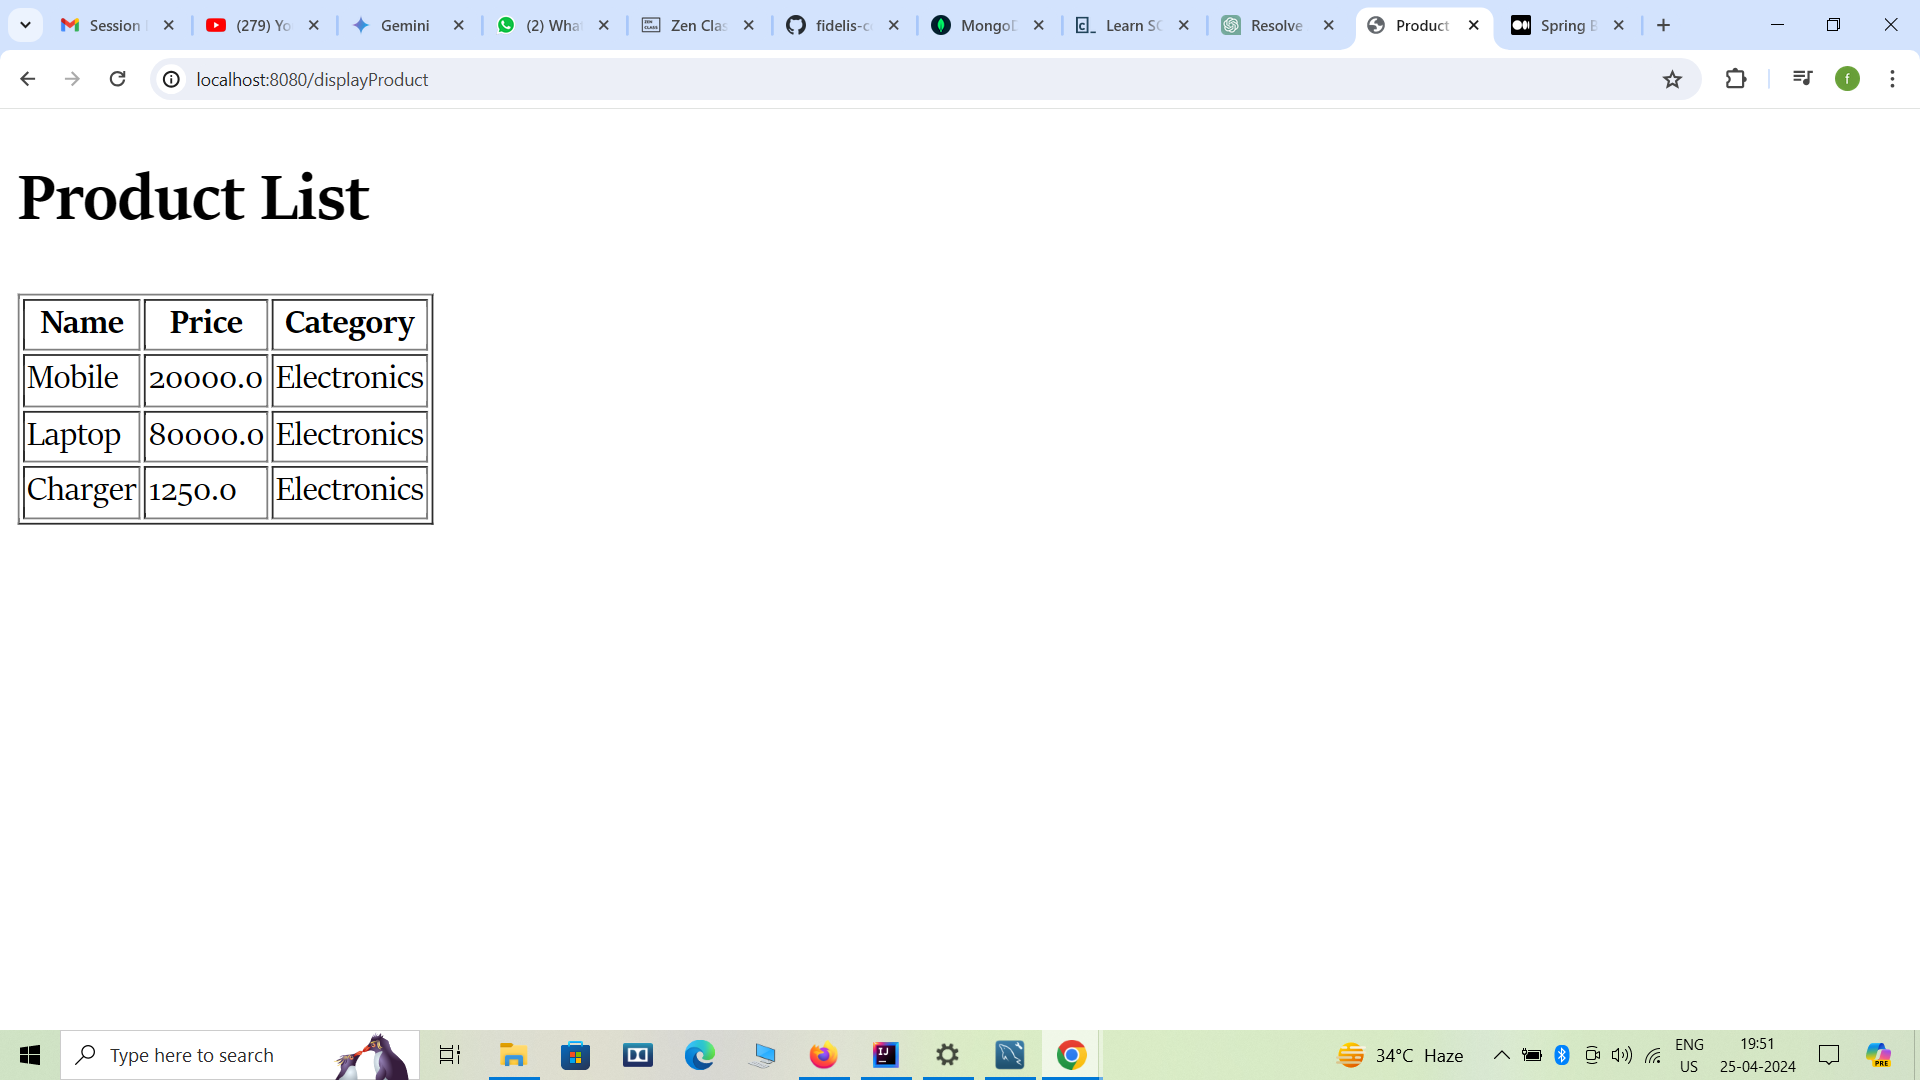 Session
(279) Yo
Gemini
(2) What
Zen Clas
fidelis-c
MongoD
Learn SC
Resolve
Product
Spring B
localhost:8080/displayProduct
f
Product List
Name Price Category
Mobile 20000.0 Electronics
Laptop 80000.0 Electronics
Charger 1250.0 Electronics
Type here to search
34°C Haze
ENG
US
19:51
25-04-2024
PRE